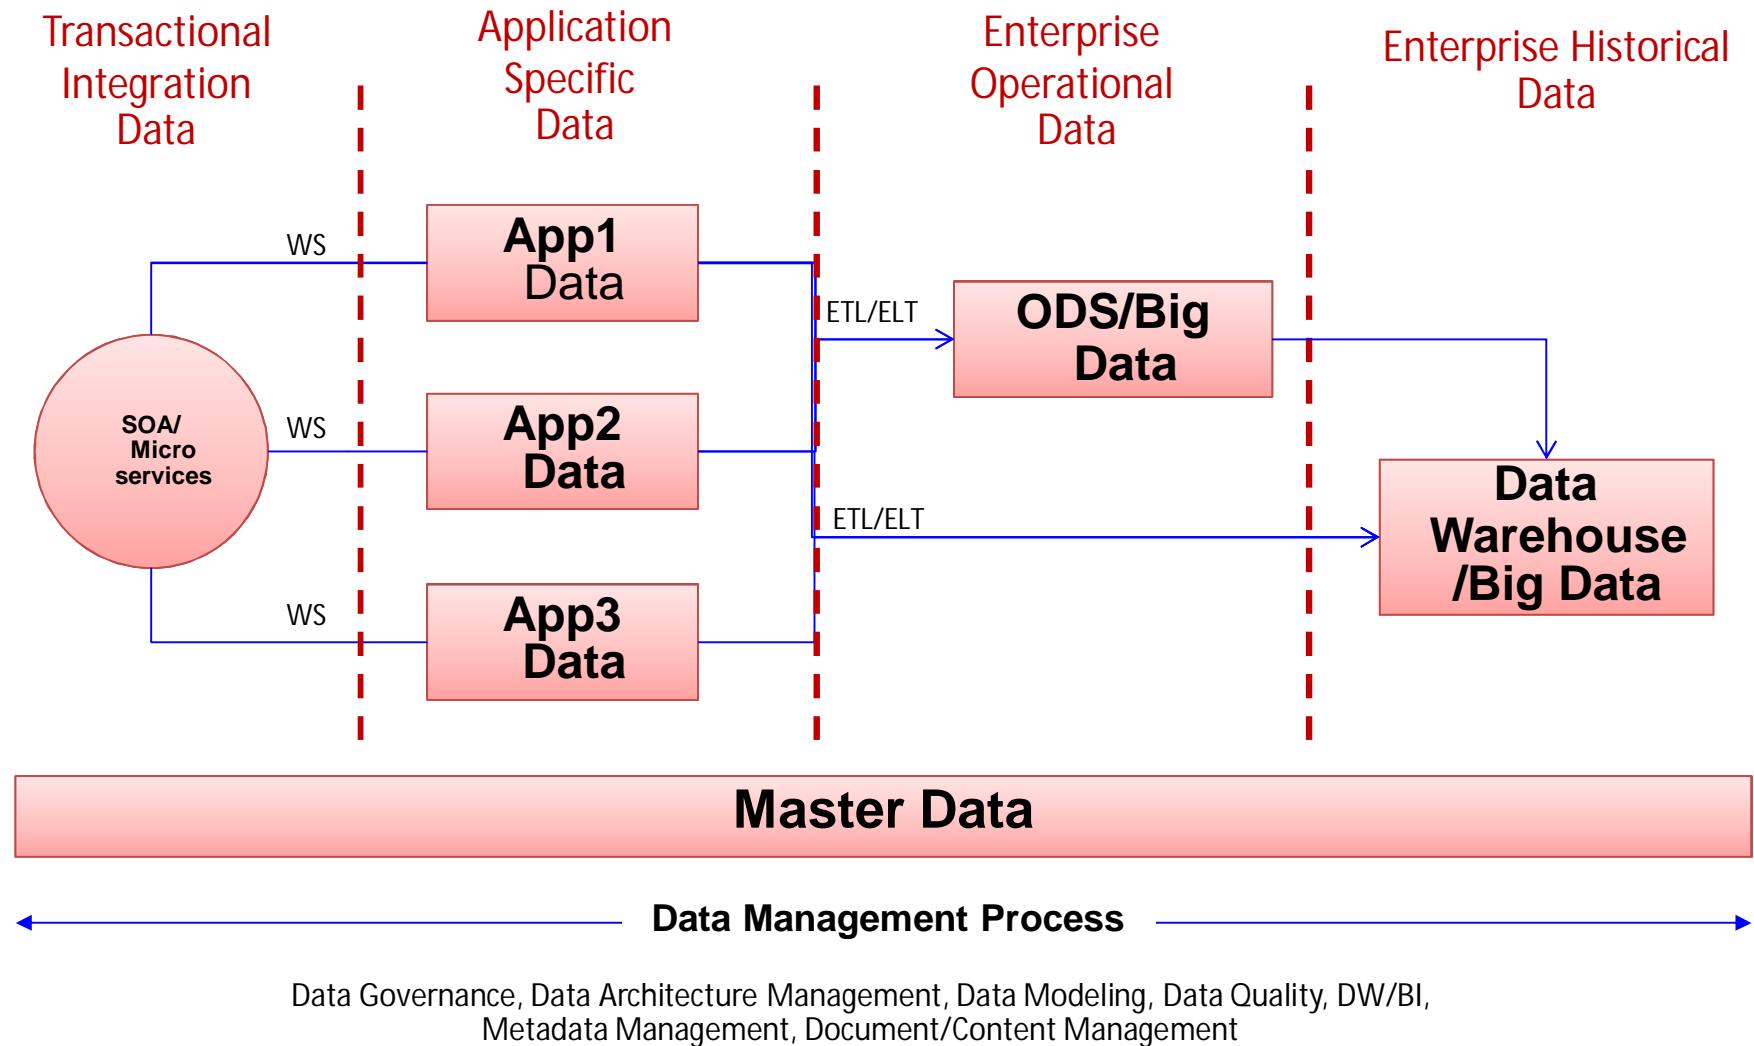 Transactional
Integration
Data
Application
Specific
Data
Enterprise
Operational
Data
Enterprise Historical
Data
WS
App1
Data
ETL/ELT
ODS/Big
Data
SOA/
Micro
services
WS
App2
Data
ETL/ELT
Data
Warehouse
/Big Data
WS
App3
Data
Master Data
Data Management Process
Data Governance, Data Architecture Management, Data Modeling, Data Quality, DW/BI,
Metadata Management, Document/Content Management